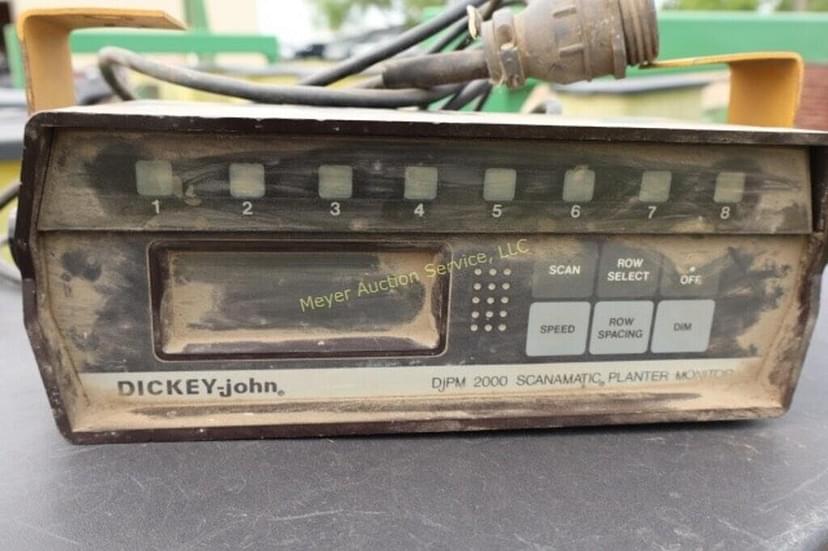 1 2 3 4 5 6 7 8
Meyer Auction Service, LLC
SCAN
ROW
SELECT
OFF
SPEED
ROW
SPACING
DIM
DICKEY-john®
DjPM 2000 SCANAMATIC® PLANTER MONITOR